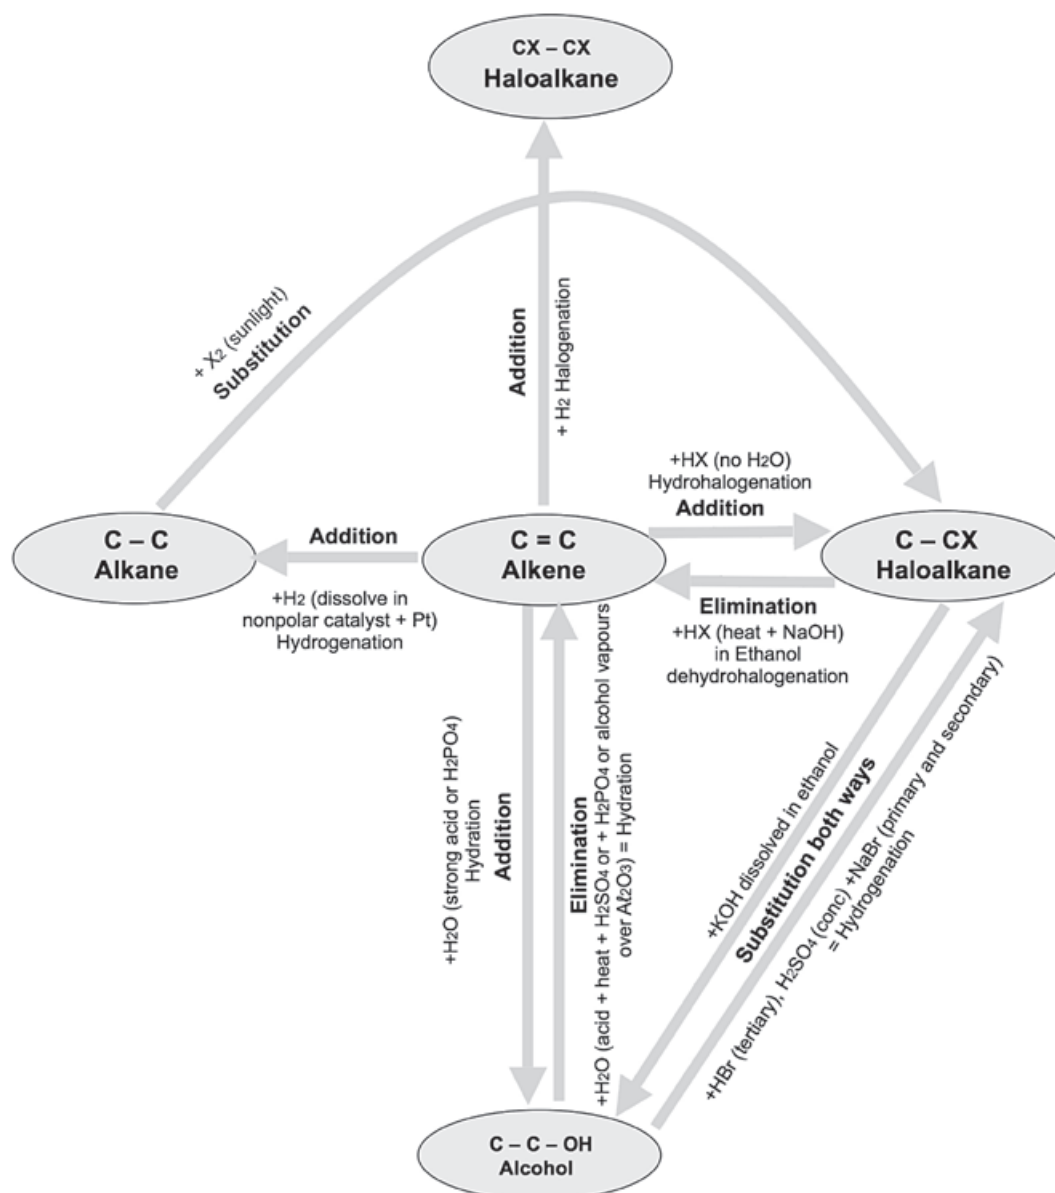 CX – CX
Haloalkane
+ X2 (sunlight)
Substitution
Addition
+ H2 Halogenation
+HX (no H2O)
Hydrohalogenation
Addition
C – C
Alkane
Addition
+H2 (dissolve in
nonpolar catalyst + Pt)
Hydrogenation
C = C
Alkene
C – CX
Haloalkane
Elimination
+HX (heat + NaOH)
in Ethanol
dehydrohalogenation
+H2O (strong acid or H2PO4)
Hydration
Addition
Elimination
+H2O (acid + heat + H2SO4 or + H2PO4 or alcohol vapours
over Aℓ2O3) = Hydration
+KOH dissolved in ethanol
Substitution both ways
+HBr (tertiary), H2SO4 (conc) +NaBr (primary and secondary)
= Hydrogenation
C – C – OH
Alcohol